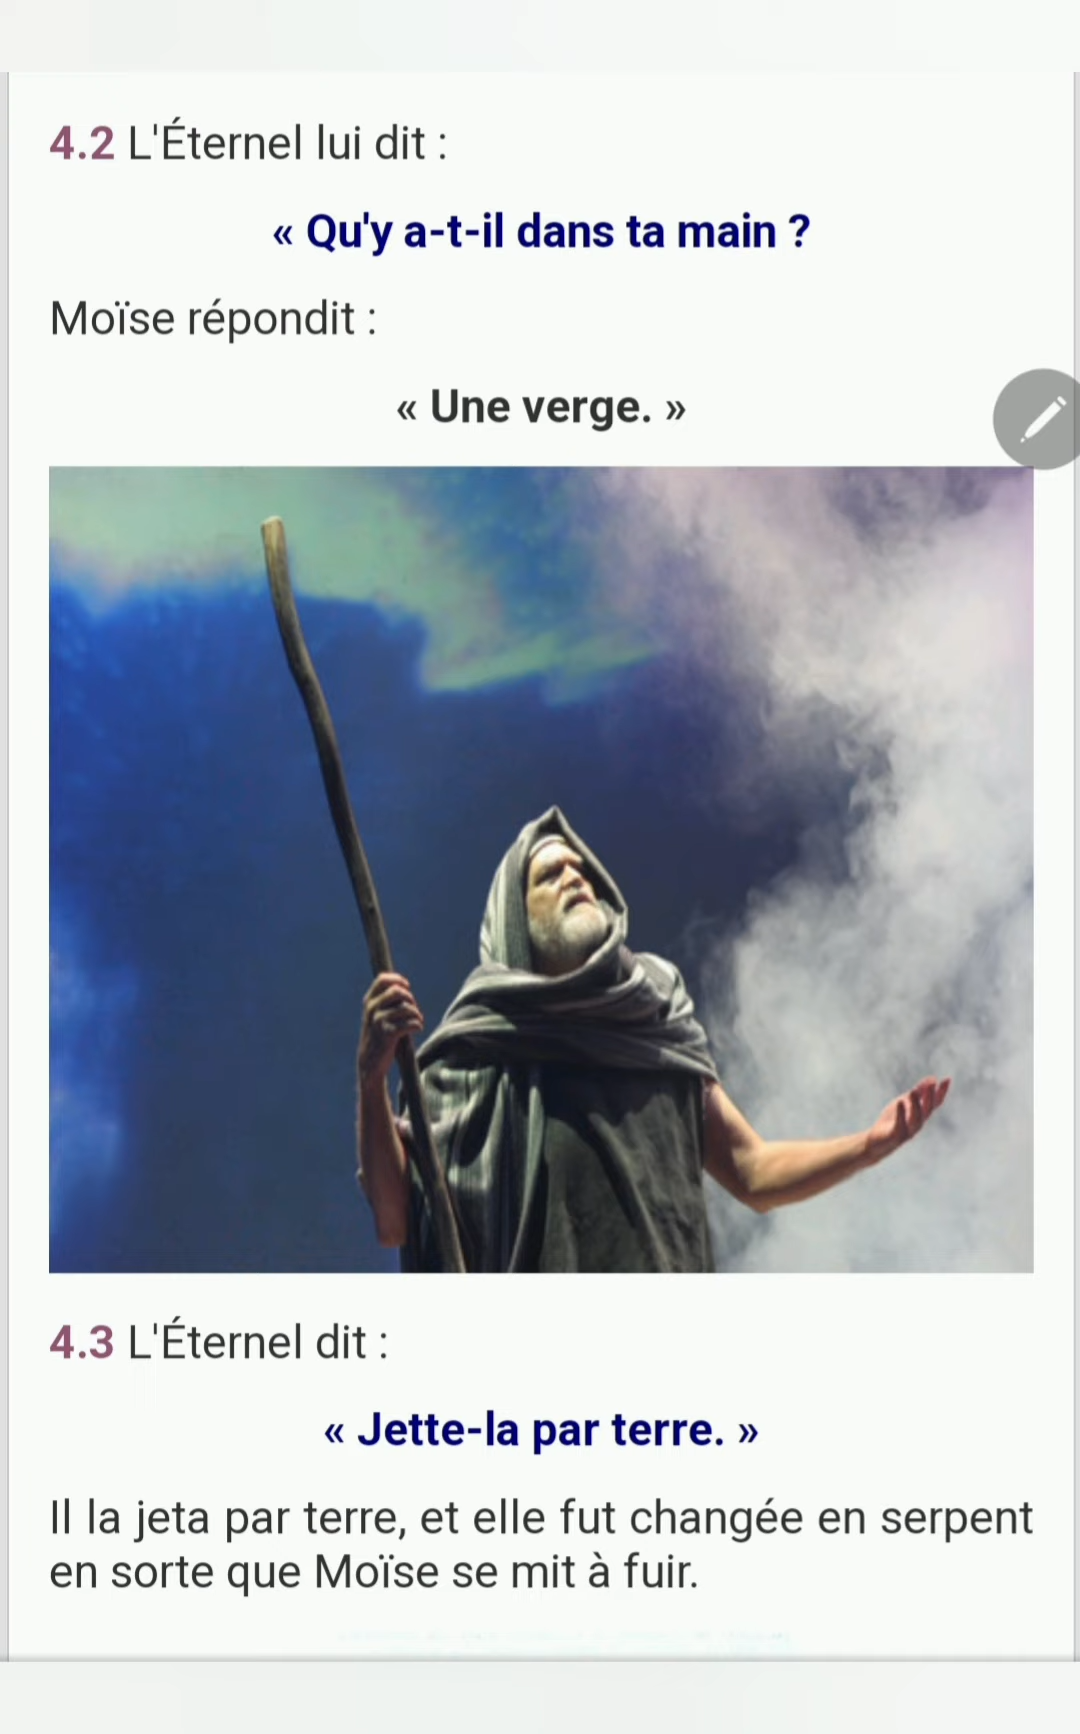 4.2 L'Éternel lui dit :
« Qu'y a-t-il dans ta main ?
Moïse répondit :
« Une verge. »
4.3 L'Éternel dit :
« Jette-la par terre. »
Il la jeta par terre, et elle fut changée en serpent
en sorte que Moïse se mit à fuir.